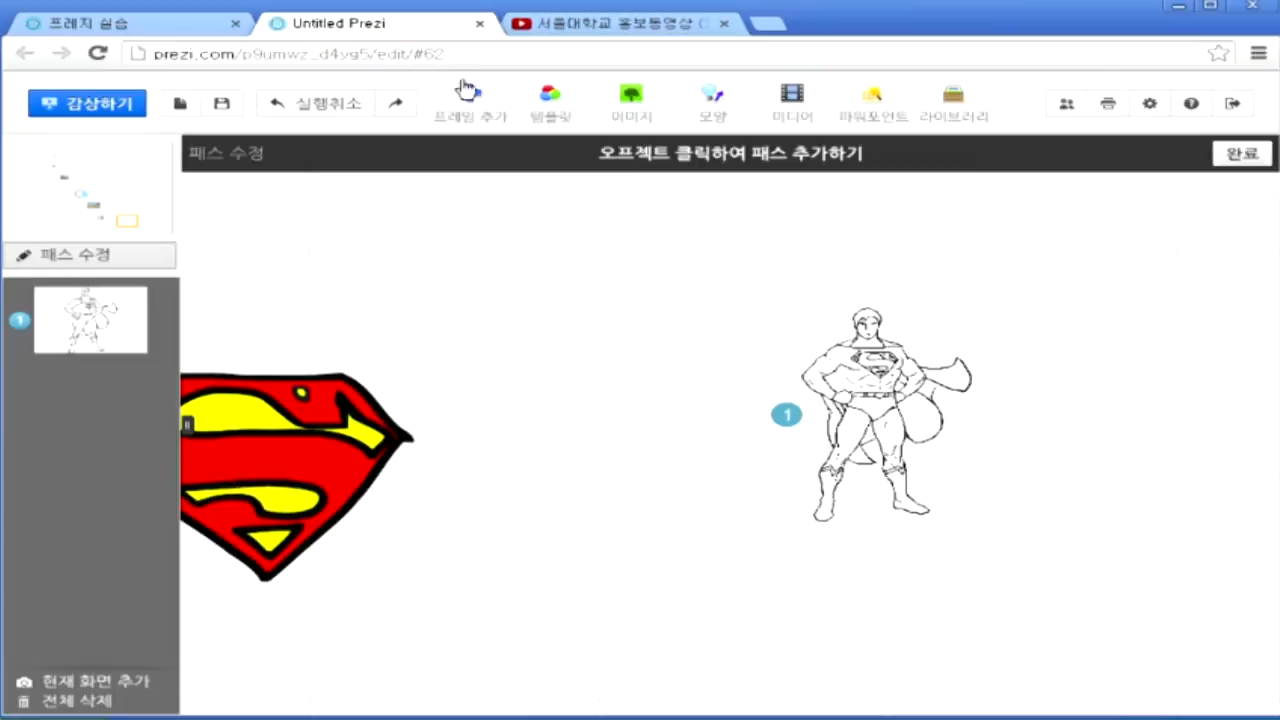 프레지 실습
Untitled Prezi
서울대학교 홍보동영상 (
prezi.com/p9umwz_d4yg5/edit/#62
감상하기
실행취소
프레임 추가
템플릿
이미지
모양
미디어
파워포인트
라이브러리
패스 수정
오프젝트 클릭하여 패스 추가하기
완료
패스 수정
1
1
현재 화면 추가
전체 삭제